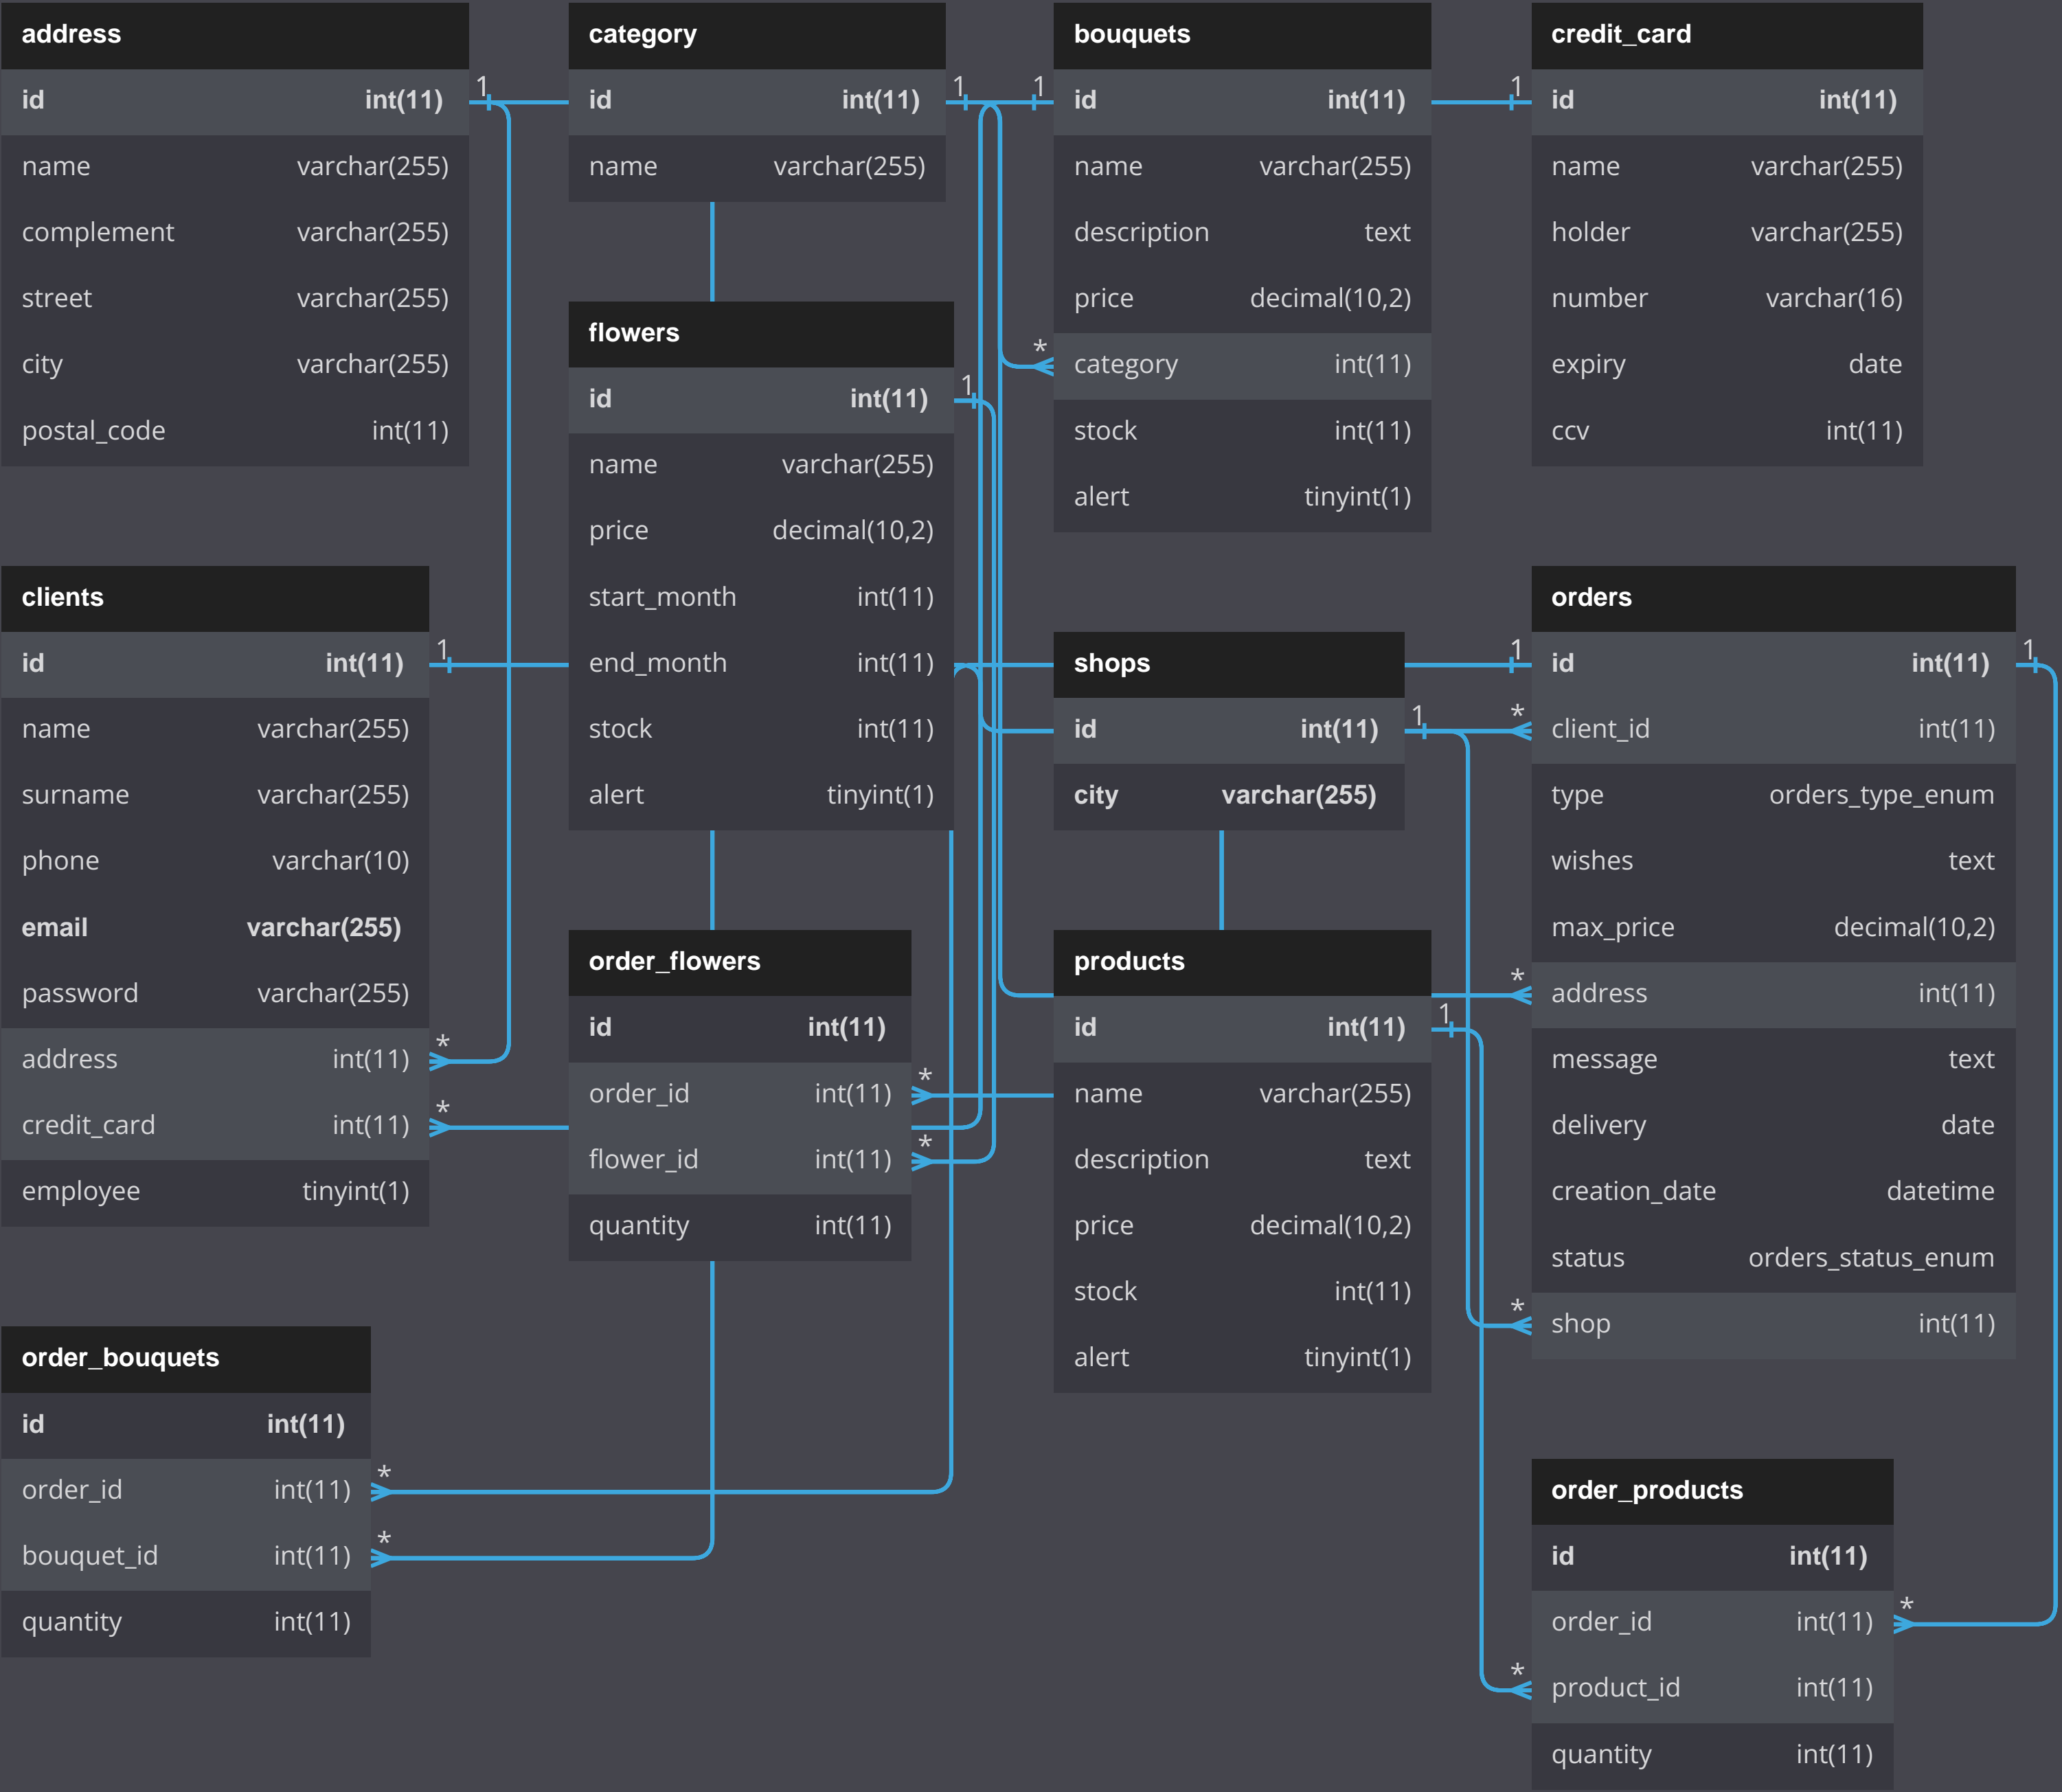 address
id int(11)
name varchar(255)
complement varchar(255)
street varchar(255)
city varchar(255)
postal_code int(11)
1
category
id int(11)
name varchar(255)
1
bouquets
1
id int(11)
name varchar(255)
description text
price decimal(10,2)
* category int(11)
stock int(11)
alert tinyint(1)
credit_card
1
id int(11)
name varchar(255)
holder varchar(255)
number varchar(16)
expiry date
ccv int(11)
flowers
id int(11)
1
name varchar(255)
price decimal(10,2)
start_month int(11)
end_month int(11)
stock int(11)
alert tinyint(1)
clients
id int(11)
1
name varchar(255)
surname varchar(255)
phone varchar(10)
email varchar(255)
password varchar(255)
address int(11) *
credit_card int(11) *
employee tinyint(1)
shops
id int(11)
1
city varchar(255)
orders
1
id int(11)
1
* client_id int(11)
type orders_type_enum
wishes text
max_price decimal(10,2)
* address int(11)
message text
delivery date
creation_date datetime
status orders_status_enum
* shop int(11)
order_flowers
id int(11)
order_id int(11) *
flower_id int(11) *
quantity int(11)
products
id int(11)
1
name varchar(255)
description text
price decimal(10,2)
stock int(11)
alert tinyint(1)
order_bouquets
id int(11)
order_id int(11) *
bouquet_id int(11) *
quantity int(11)
order_products
id int(11)
order_id int(11) *
* product_id int(11)
quantity int(11)